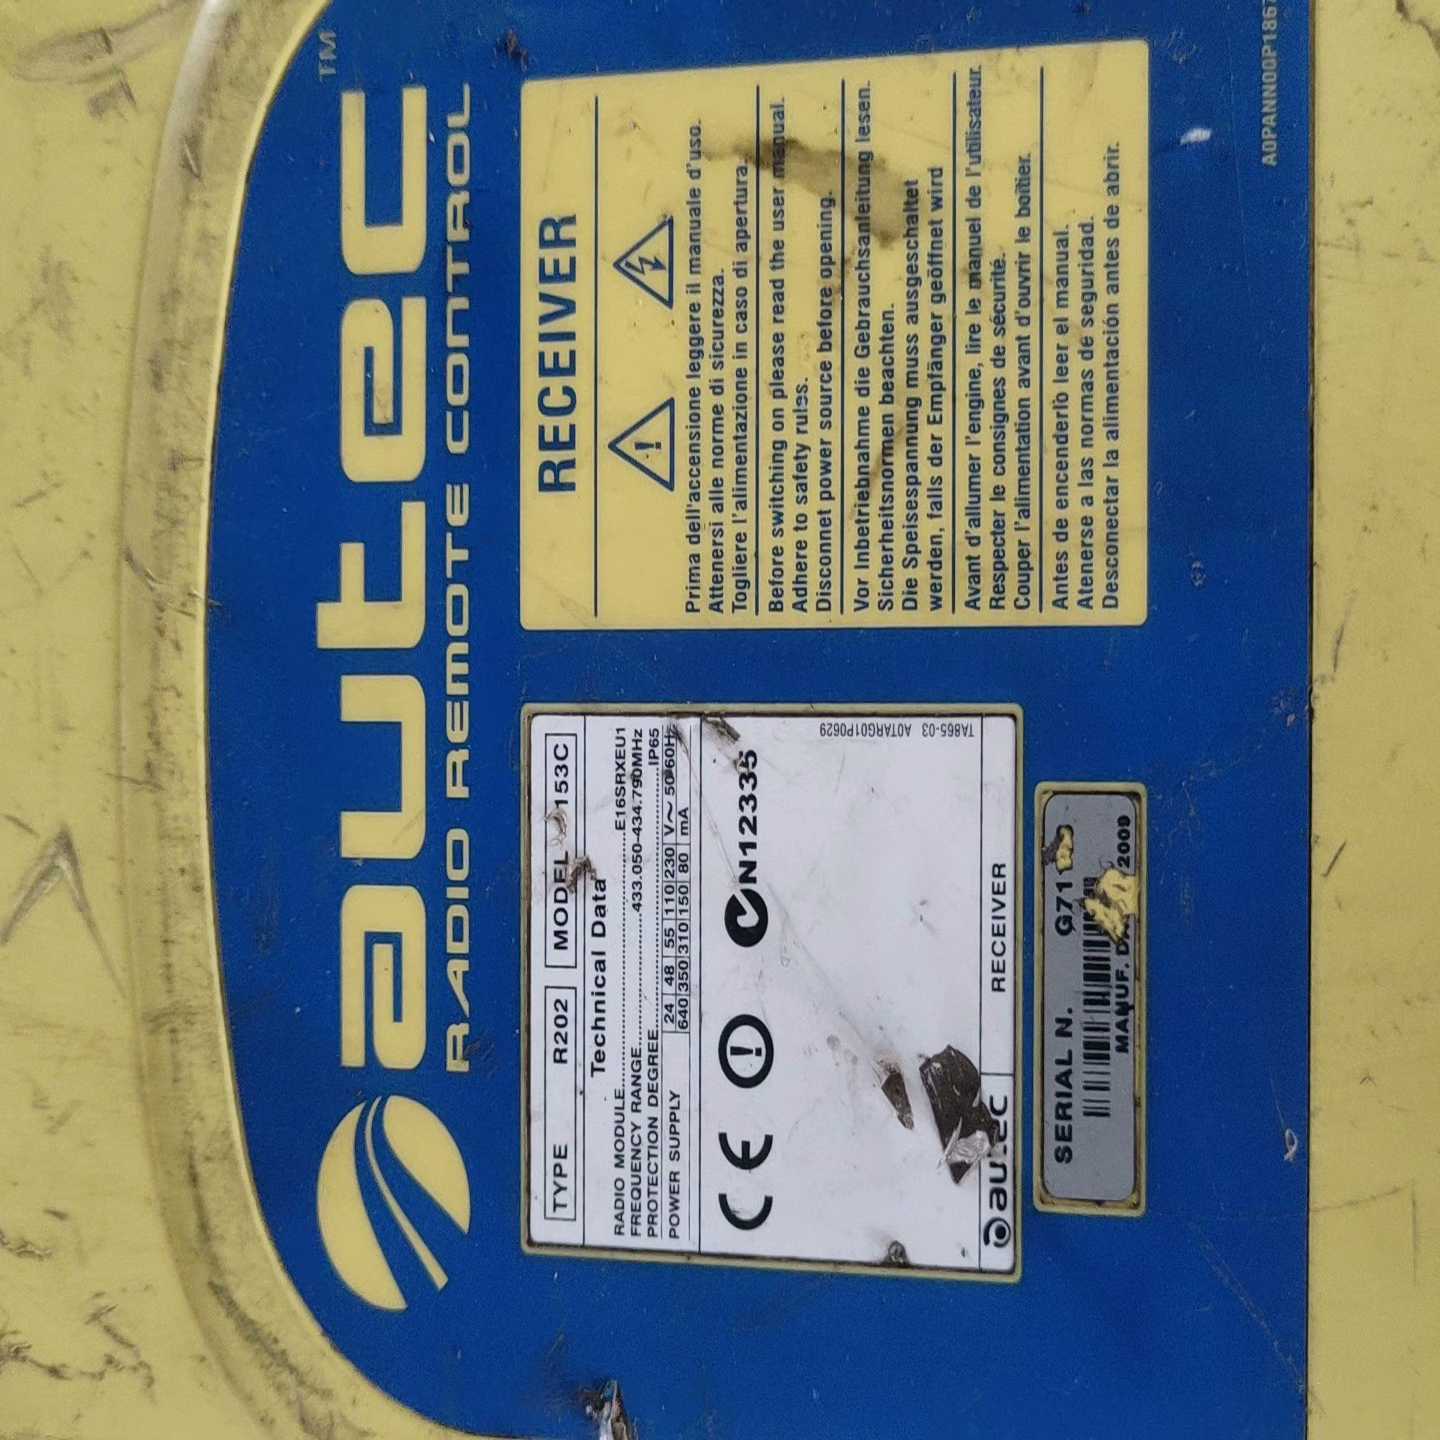 autec™
RADIO REMOTE CONTROL
TYPE R202 MODEL 153C
Technical Data
RADIO MODULE..........E16SRXEU1
FREQUENCY RANGE..........433.050-434.790MHz
PROTECTION DEGREE..........IP65
POWER SUPPLY 24 48 55 110 230 V~ 50/60Hz
640 350 310 150 80 mA
CE N12335
TA865-03 A0TARG01P0629
autec RECEIVER
SERIAL N. G71
MANUF. 2009
RECEIVER
Prima dell'accensione leggere il manuale d'uso.
Attenersi alle norme di sicurezza.
Togliere l'alimentazione in caso di apertura.
Before switching on please read the user manual.
Adhere to safety rules.
Disconnet power source before opening.
Vor Inbetriebnahme die Gebrauchsanleitung lesen.
Sicherheitsnormen beachten.
Die Speisespannung muss ausgeschaltet
werden, falls der Empfänger geöffnet wird
Avant d'allumer l'engine, lire le manuel de l'utilisateur.
Respecter le consignes de sécurité.
Couper l'alimentation avant d'ouvrir le boîtier.
Antes de encenderlo leer el manual.
Atenerse a las normas de seguridad.
Desconectar la alimentación antes de abrir.
A0PANN00P1867